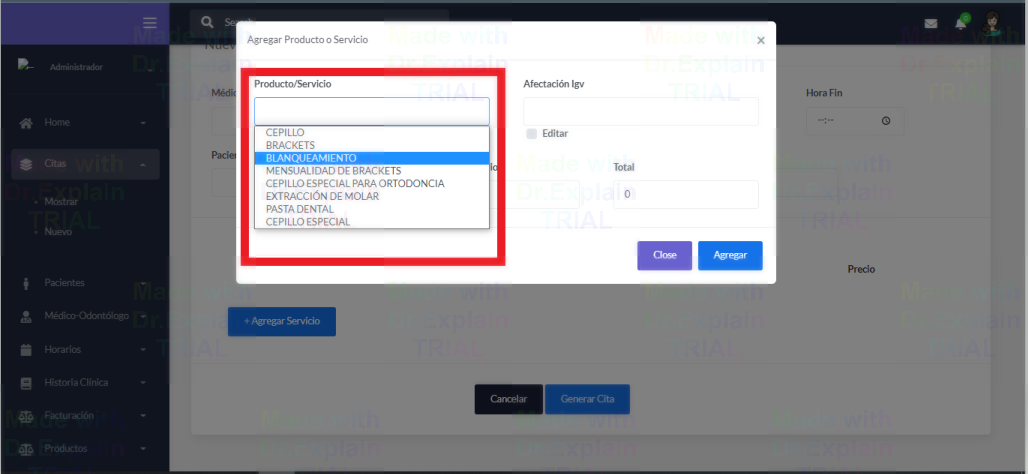 Search
Nuev
Agregar Producto o Servicio
×
Administrador
Producto/Servicio
Afectación Igv
Médic
Hora Fin
--:--
Home
CEPILLO
Editar
BRACKETS
BLANQUEAMIENTO
Citas
Pacien
io
Total
MENSUALIDAD DE BRACKETS
CEPILLO ESPECIAL PARA ORTODONCIA
EXTRACCIÓN DE MOLAR
0
Mostrar
PASTA DENTAL
CEPILLO ESPECIAL
Nuevo
Close
Agregar
Precio
Pacientes
Médico-Odontólogo
+ Agregar Servicio
Horarios
Historia Clínica
Cancelar
Generar Cita
Facturación
Productos
Made with
Dr.Explain
TRIAL